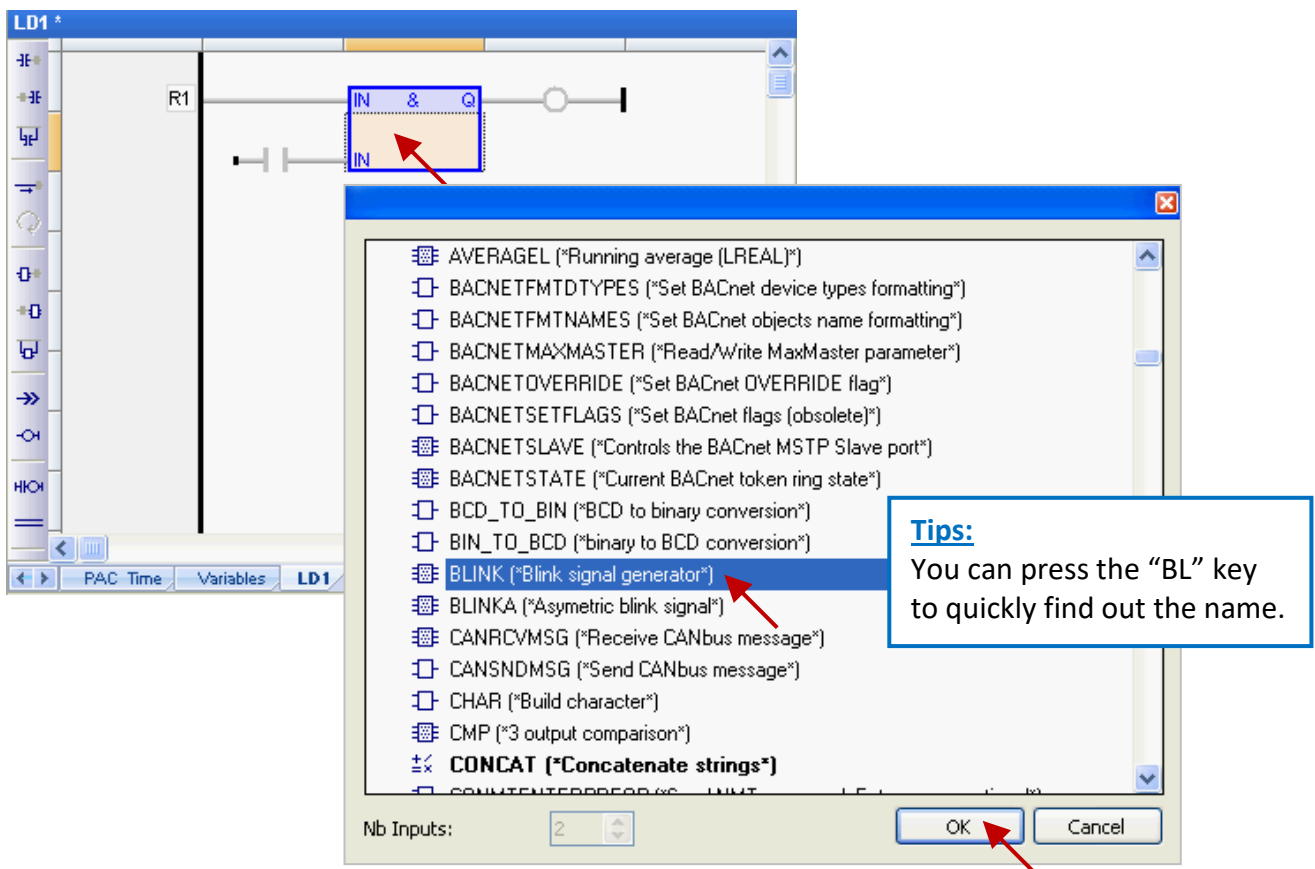 LD1 *
R1
IN & Q
IN
AVERAGEL (*Running average (LREAL)*)
BACNETFMTDTYPES (*Set BACnet device types formatting*)
BACNETFMTNAMES (*Set BACnet objects name formatting*)
BACNETMAXMASTER (*Read/Write MaxMaster parameter*)
BACNETOVERRIDE (*Set BACnet OVERRIDE flag*)
BACNETSETFLAGS (*Set BACnet flags (obsolete)*)
BACNETSLAVE (*Controls the BACnet MSTP Slave port*)
BACNETSTATE (*Current BACnet token ring state*)
BCD_TO_BIN (*BCD to binary conversion*)
BIN_TO_BCD (*binary to BCD conversion*)
BLINK (*Blink signal generator*)
BLINKA (*Asymetric blink signal*)
CANRCVMSG (*Receive CANbus message*)
CANSNDMSG (*Send CANbus message*)
CHAR (*Build character*)
CMP (*3 output comparison*)
CONCAT (*Concatenate strings*)
Tips:
You can press the “BL” key
to quickly find out the name.
PAC Time Variables LD1
Nb Inputs: 2 OK Cancel